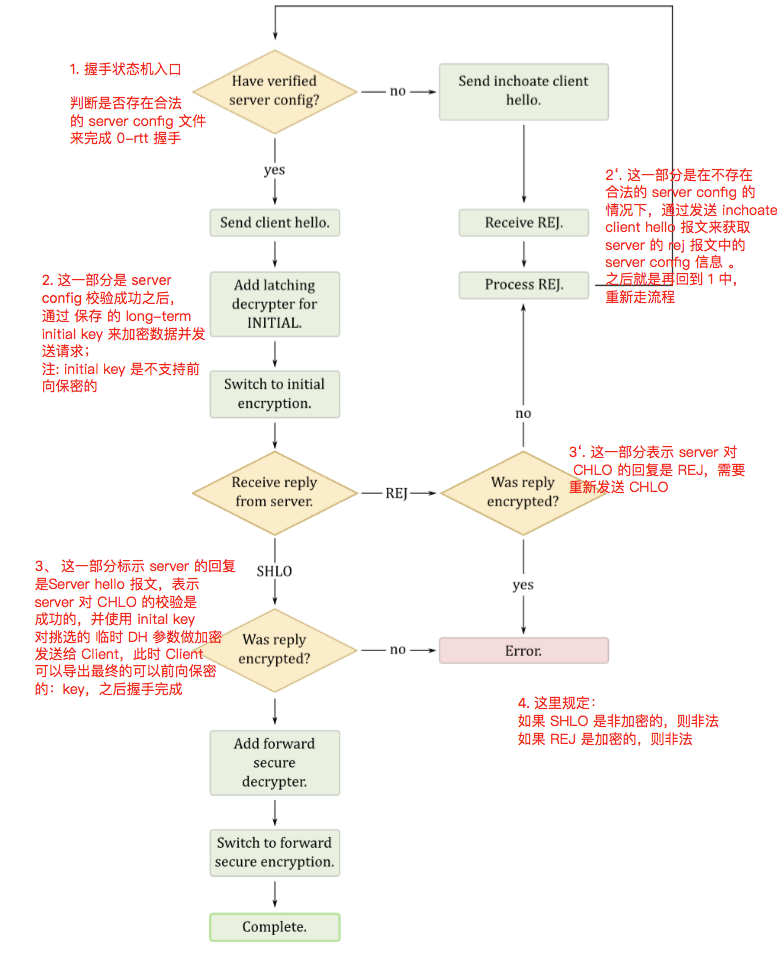 1. 握手状态机入口
判断是否存在合法
的 server config 文件
来完成 0-rtt 握手
Have verified
server config?
no
Send inchoate client
hello.
yes
2‘. 这一部分是在不存在
合法的 server config 的
情况下，通过发送 inchoate
client hello 报文来获取
server 的 rej 报文中的
server config 信息 。
之后就是再回到 1 中，
重新走流程
Send client hello.
Receive REJ.
Process REJ.
2. 这一部分是 server
config 校验成功之后，
通过 保存 的 long-term
initial key 来加密数据并发
送请求；
注: initial key 是不支持前
向保密的
Add latching
decrypter for
INITIAL.
Switch to initial
encryption.
no
3‘. 这一部分表示 server 对
CHLO 的回复是 REJ，需要
重新发送 CHLO
Receive reply
from server.
REJ
Was reply
encrypted?
3、 这一部分标示 server 的回复
是Server hello 报文，表示
server 对 CHLO 的校验是
成功的，并使用 inital key
对挑选的 临时 DH 参数做加密
发送给 Client，此时 Client
可以导出最终的可以前向保密
的：key，之后握手完成
SHLO
yes
Was reply
encrypted?
no
Error.
4. 这里规定：
如果 SHLO 是非加密的，则非法
如果 REJ 是加密的，则非法
Add forward
secure
decrypter.
Switch to forward
secure encryption.
Complete.